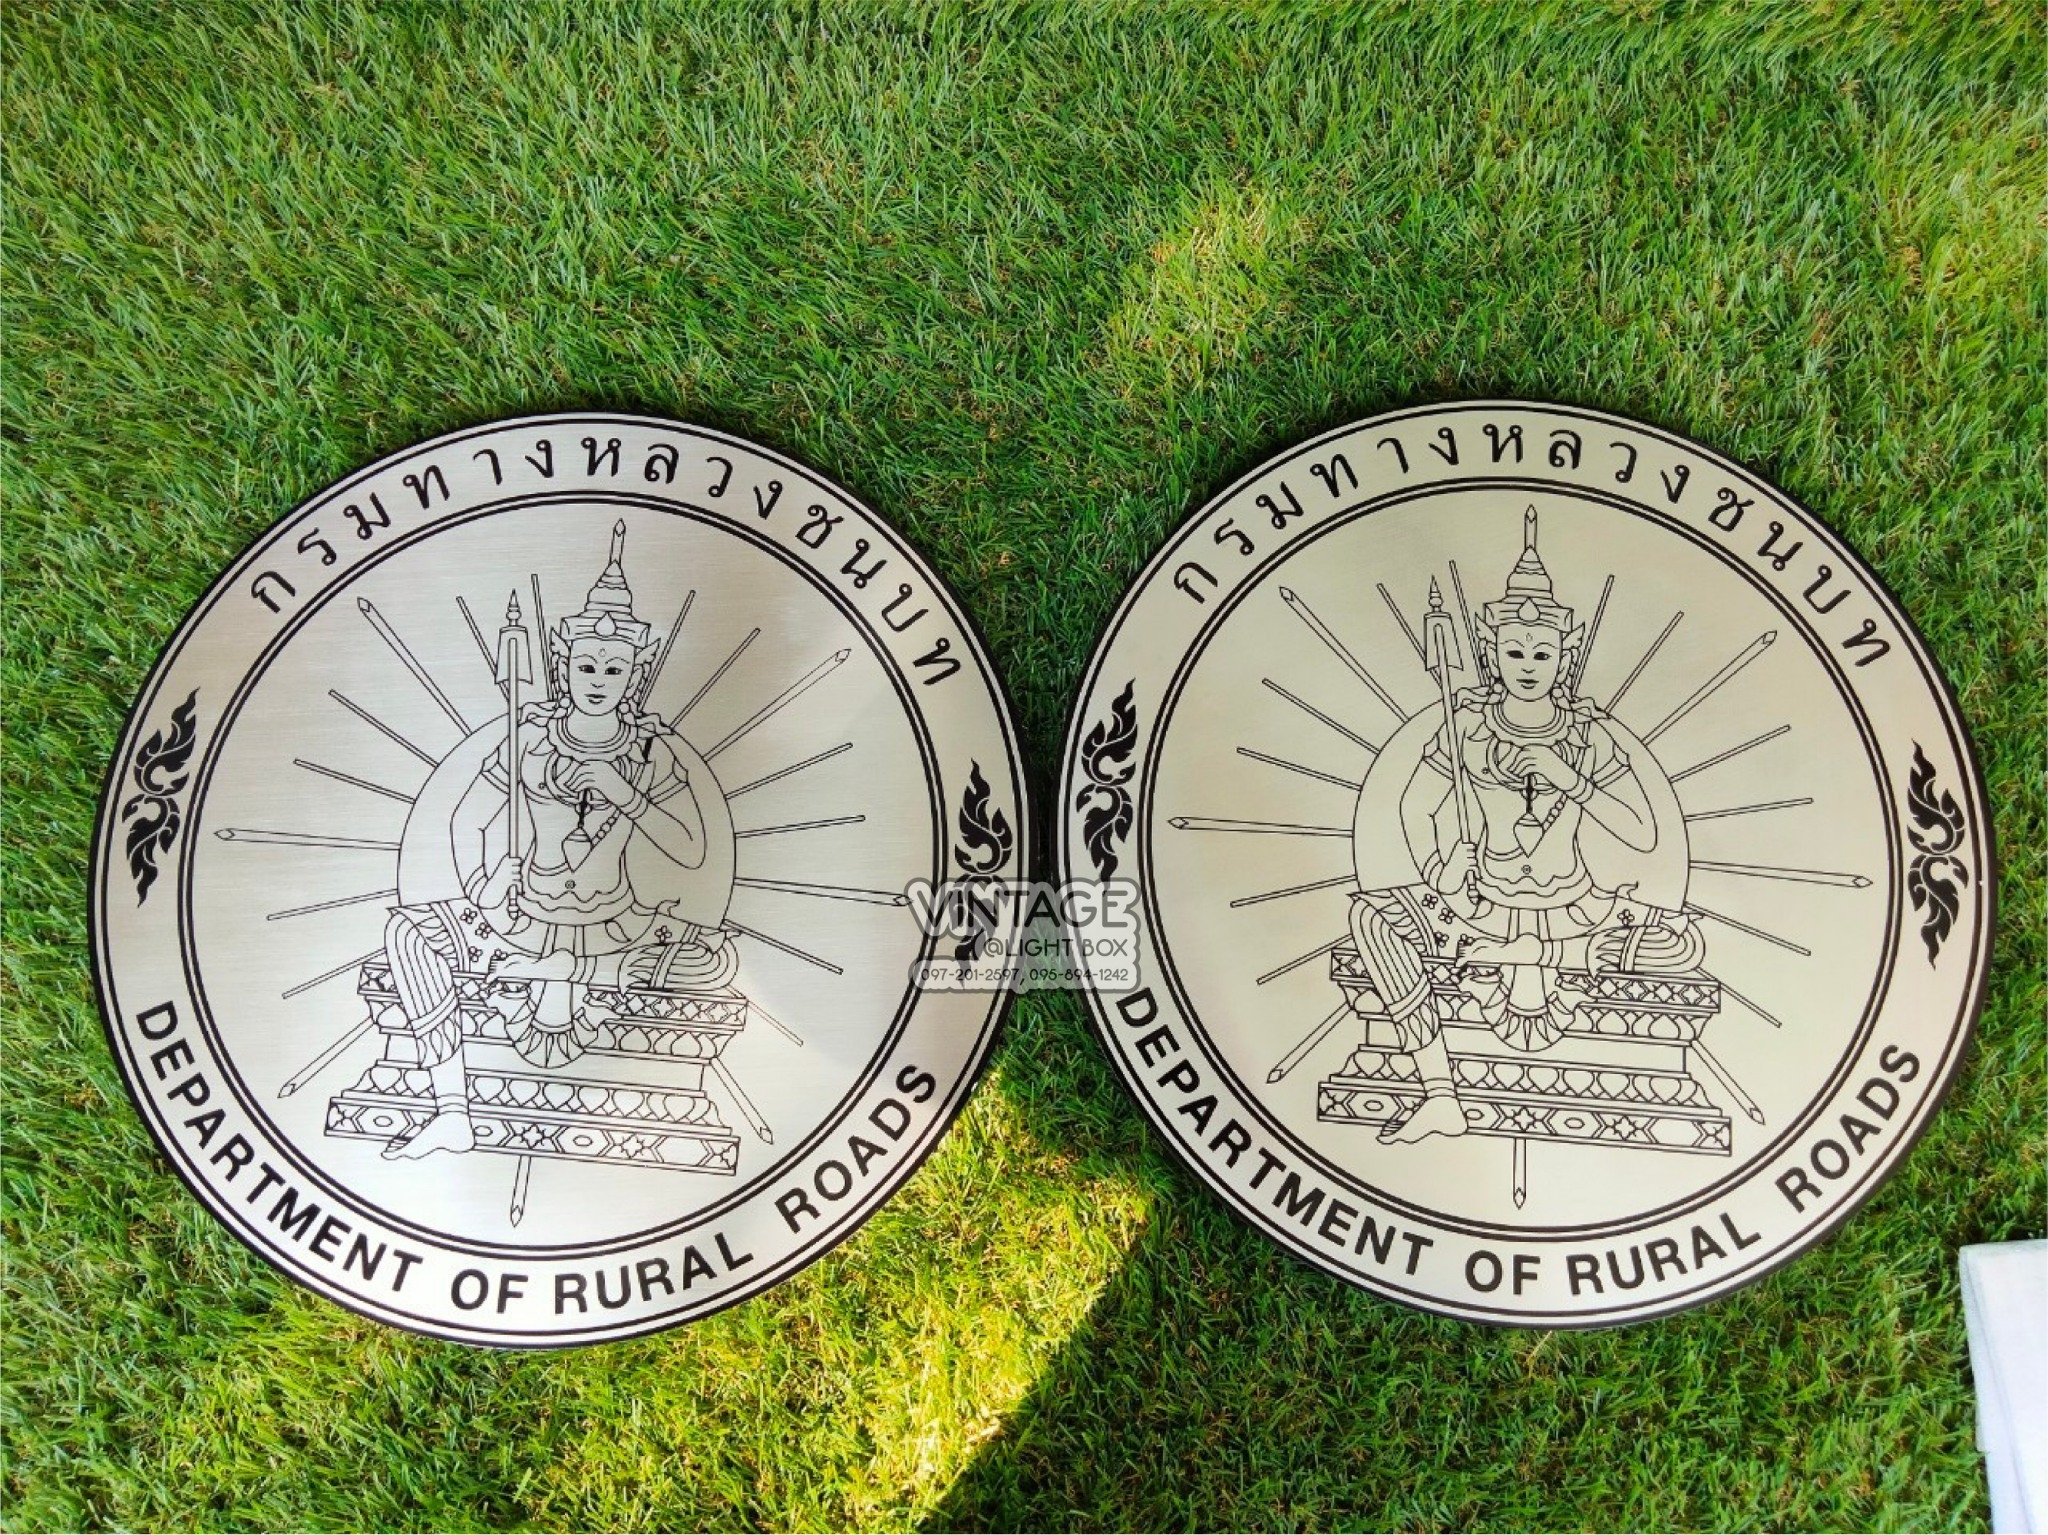 กรมทางหลวงชนบท
DEPARTMENT OF RURAL ROADS
กรมทางหลวงชนบท
DEPARTMENT OF RURAL ROADS
VINTAGE
@LIGHT BOX
097-201-2597, 095-894-1242